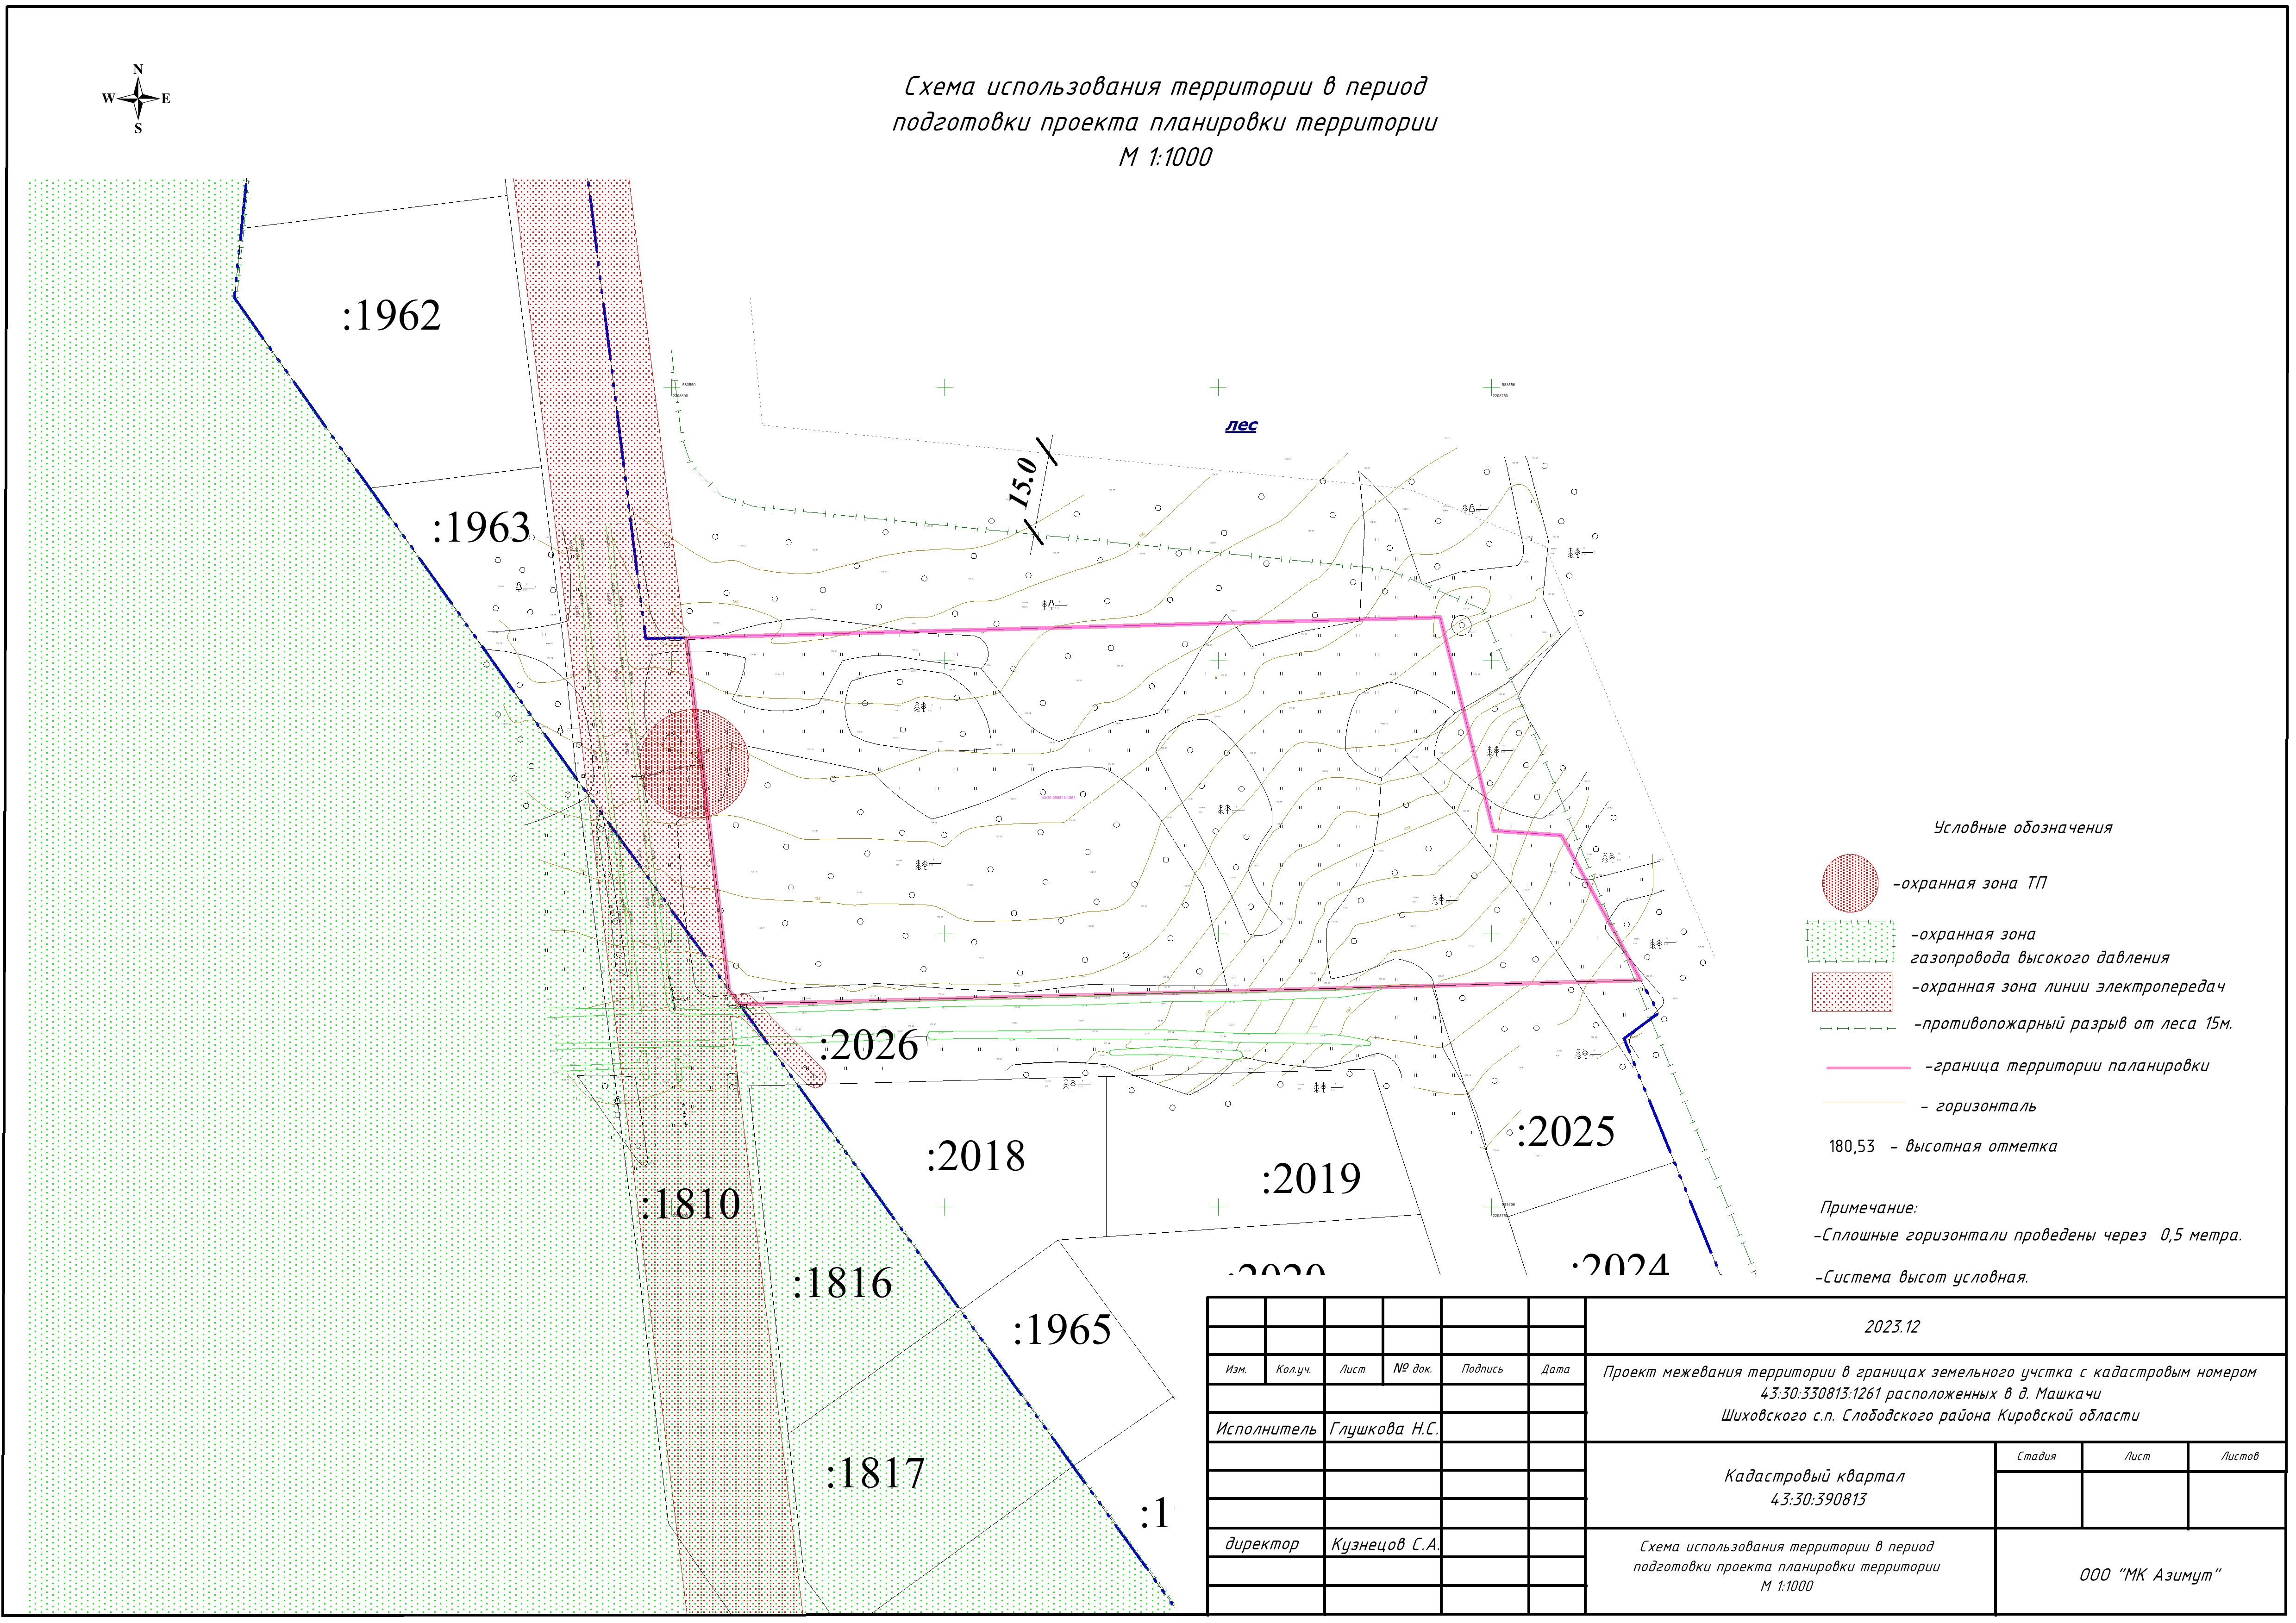 N
W E
S
Схема использования территории в период
подготовки проекта планировки территории
М 1:1000
:1962
:1963
лес
15.0
:2026
:2018
:2019
:2025
:1810
:1816
:2020
:2024
:1965
:1817
:1
Условные обозначения
-охранная зона ТП
-охранная зона
газопровода высокого давления
-охранная зона линии электропередач
-противопожарный разрыв от леса 15м.
-граница территории паланировки
- горизонталь
180,53 - высотная отметка
Примечание:
-Сплошные горизонтали проведены через 0,5 метра.
-Система высот условная.
2023.12
Изм. Кол.уч. Лист № док. Подпись Дата
Проект межевания территории в границах земельного учстка с кадастровым номером
43:30:330813:1261 расположенных в д. Машкачи
Шиховского с.п. Слободского района Кировской области
Исполнитель Глушкова Н.С.
Кадастровый квартал
43:30:390813
Стадия Лист Листов
директор Кузнецов С.А.
Схема использования территории в период
подготовки проекта планировки территории
М 1:1000
ООО "МК Азимут"